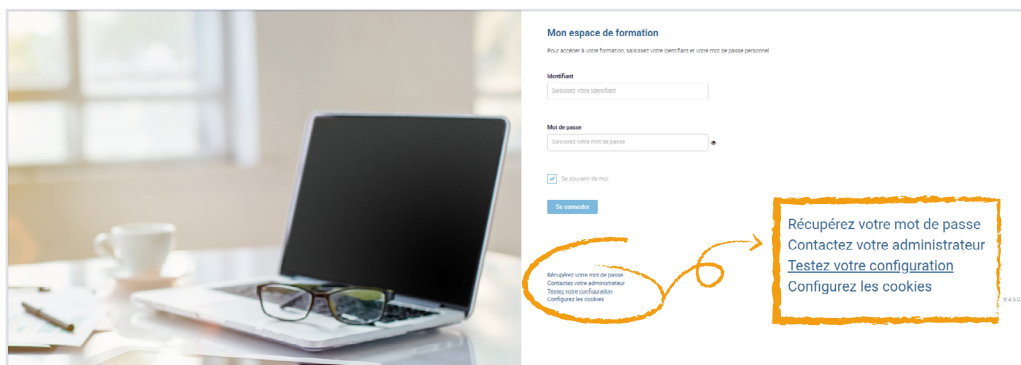 Mon espace de formation
Pour accéder à votre formation, saisissez votre identifiant et votre mot de passe personnel
Identifiant
Saisissez votre identifiant
Mot de passe
Saisissez votre mot de passe
Se souvenir de moi
Se connecter
Récupérez votre mot de passe
Contactez votre administrateur
Testez votre configuration
Configurez les cookies
Récupérez votre mot de passe
Contactez votre administrateur
Testez votre configuration
Configurez les cookies